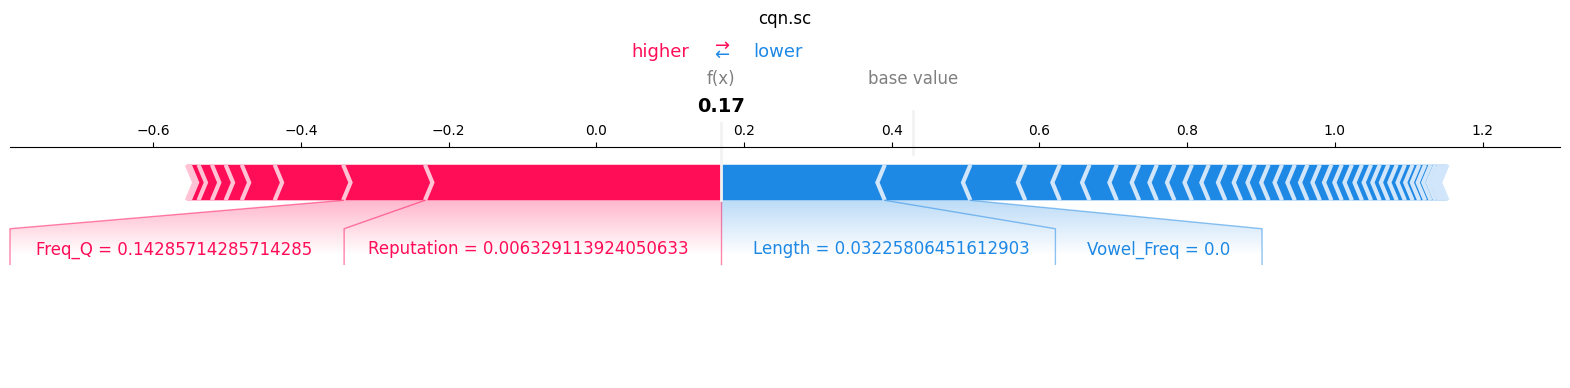 cqn.sc
higher ⇄ lower
f(x) base value
0.17
−0.6 −0.4 −0.2 0.0 0.2 0.4 0.6 0.8 1.0 1.2
Freq_Q = 0.14285714285714285 Reputation = 0.006329113924050633 Length = 0.03225806451612903 Vowel_Freq = 0.0